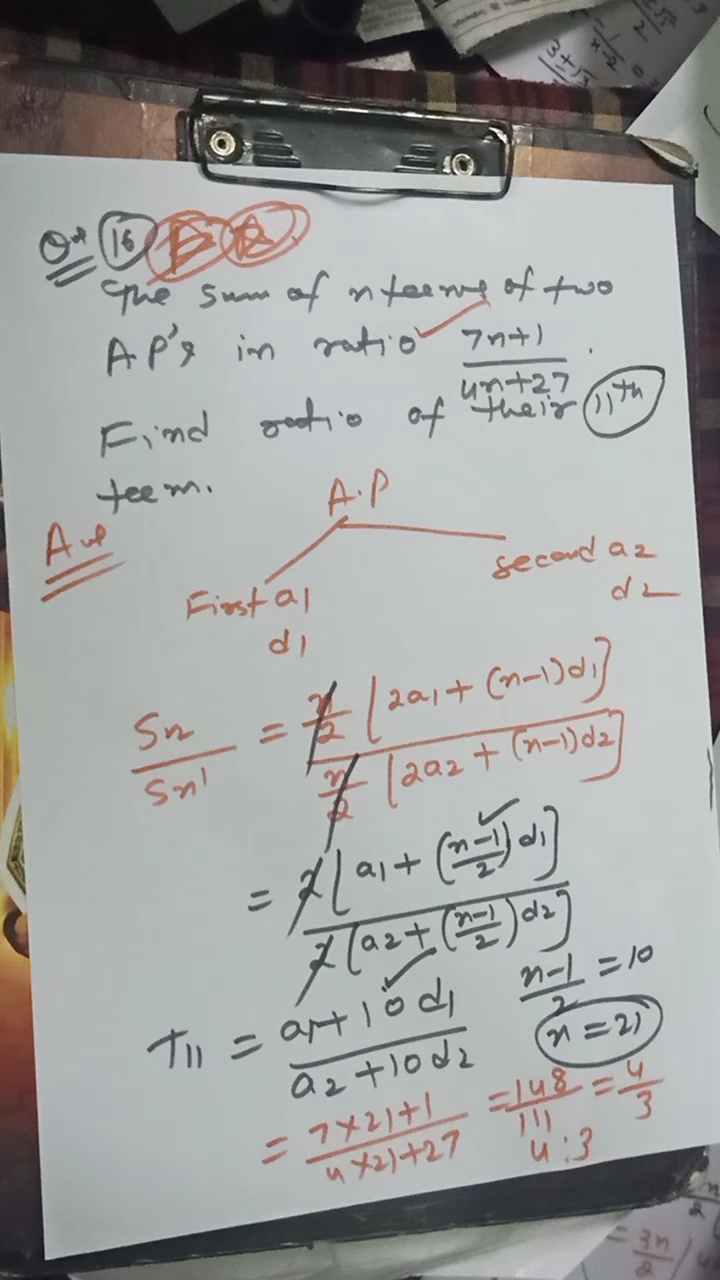 Que 16
The sum of n terms of two
A.P's in ratio 7n+1 / 4n+27.
Find ratio of their 11th
term.
A.P
Ans
First a1
d1
second a2
d2
Sn / Sn' = n/2 [2a1 + (n-1)d1] / n/2 [2a2 + (n-1)d2]
= 2[a1 + (n-1/2)d1] / 2[a2 + (n-1/2)d2]
n-1/2 = 10
T11 = a1+10d1 / a2+10d2
n = 21
= 7×21+1 / 4×21+27 = 148/111 = 4/3
4:3